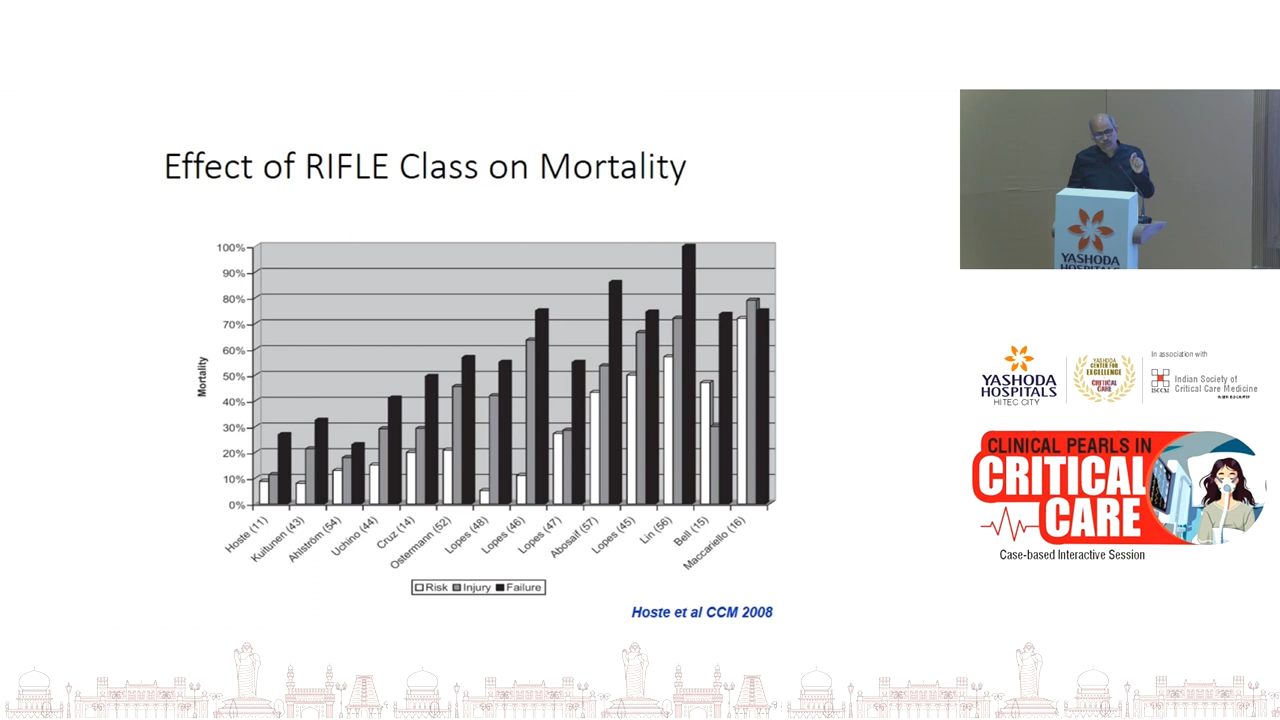 Effect of RIFLE Class on Mortality
100%
90%
80%
70%
60%
50%
40%
30%
20%
10%
0%
Mortality
Hoste (11)
Kuilunen (43)
Ahlström (54)
Uchino (44)
Cruz (14)
Ostermann (52)
Lopes (48)
Lopes (46)
Lopes (47)
Abosaif (57)
Lopes (45)
Lin (56)
Bell (15)
Maccariello (16)
Risk Injury Failure
Hoste et al CCM 2008
YASHODA
HOSPITALS
YASHODA
HOSPITALS
HITEC CITY
YASHODA
CENTER FOR
EXCELLENCE
CRITICAL
CARE
In association with
ISCCM
Indian Society of
Critical Care Medicine
CLINICAL PEARLS IN
CRITICAL
CARE
Case-based Interactive Session